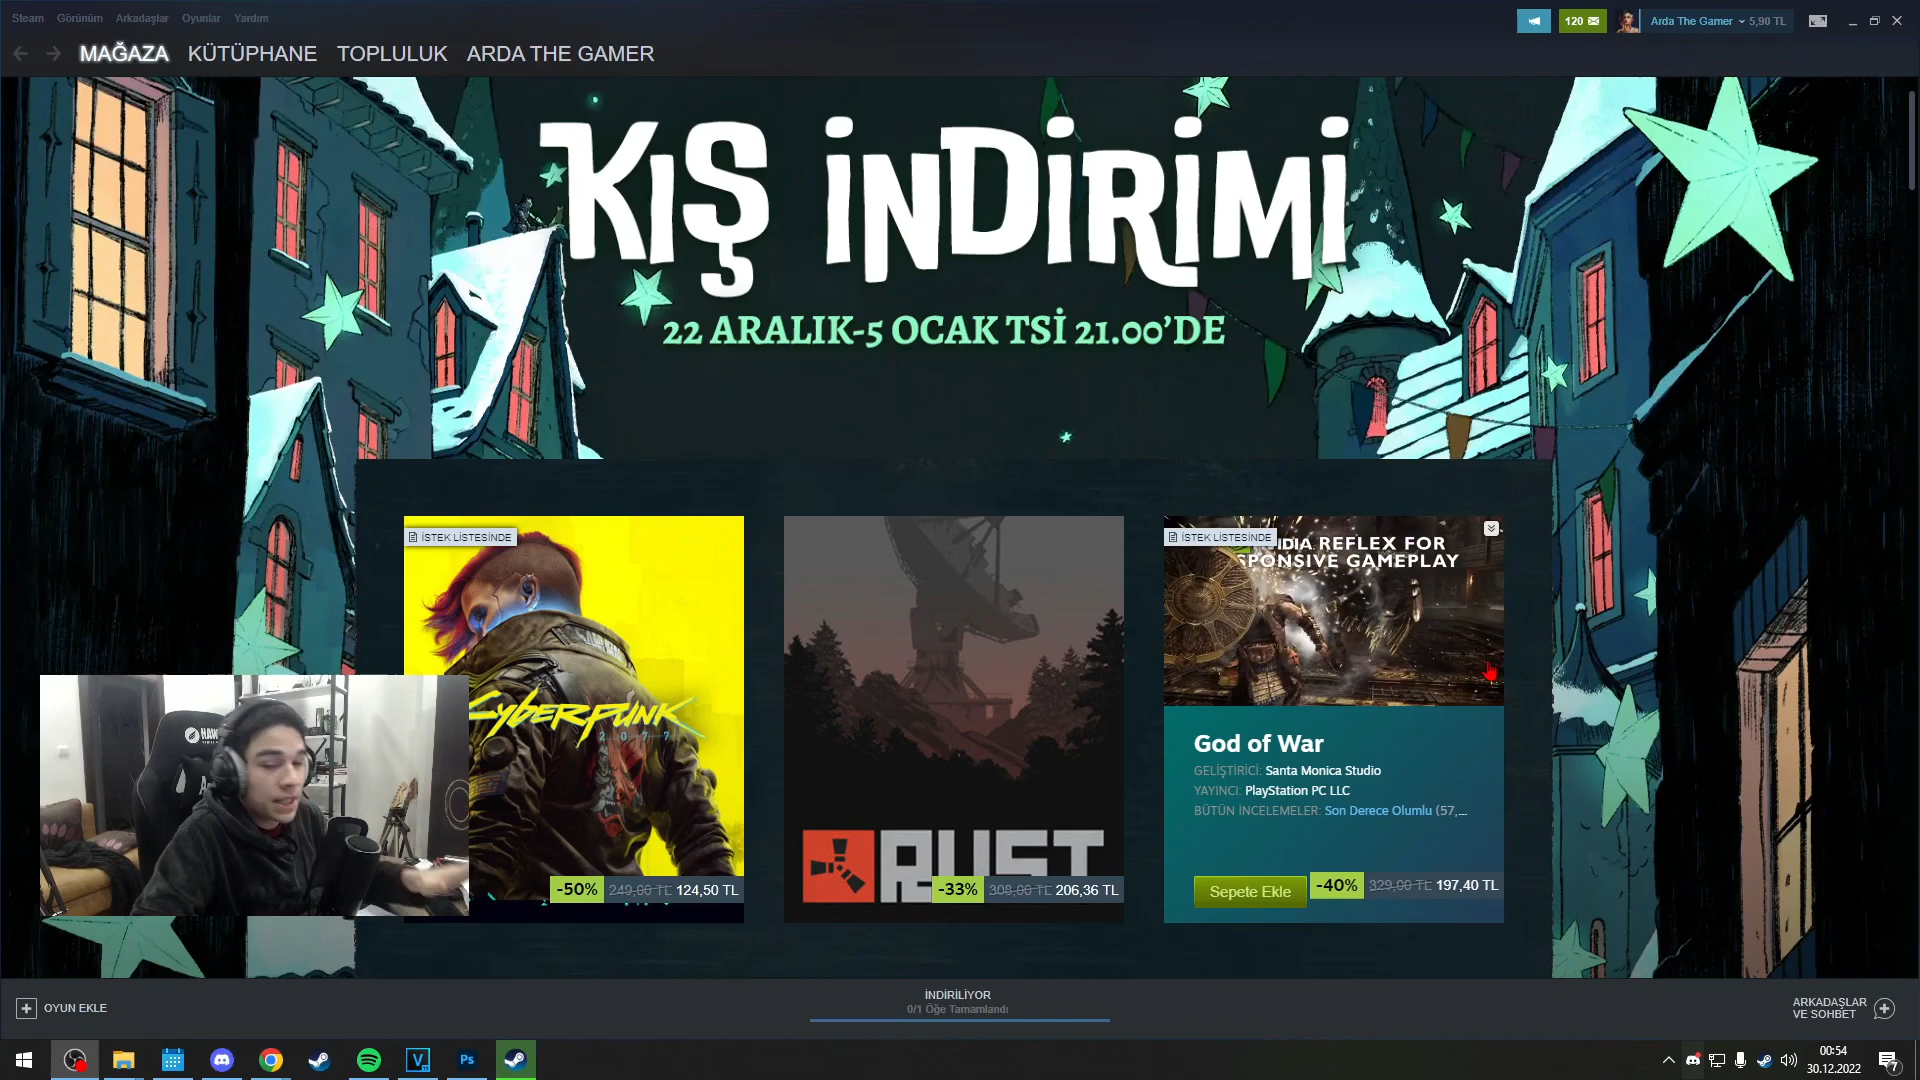 Steam Görünüm Arkadaşlar Oyunlar Yardım
120
Arda The Gamer 5,90 TL
MAĞAZA KÜTÜPHANE TOPLULUK ARDA THE GAMER
KIŞ İNDİRİMİ
22 ARALIK-5 OCAK TSİ 21.00'DE
İSTEK LİSTESİNDE
Cyberpunk
2077
-50% 249,00 TL 124,50 TL
RUST
-33% 308,00 TL 206,36 TL
İSTEK LİSTESİNDE
REFLEX FOR
GAMEPLAY
God of War
GELİŞTİRİCİ: Santa Monica Studio
YAYINCI: PlayStation PC LLC
BÜTÜN İNCELEMELER: Son Derece Olumlu (57,...
Sepete Ekle
-40% 329,00 TL 197,40 TL
OYUN EKLE
İNDİRİLİYOR
0/1 Öğe Tamamlandı
ARKADAŞLAR
VE SOHBET
V
Ps
00:54
30.12.2022
7